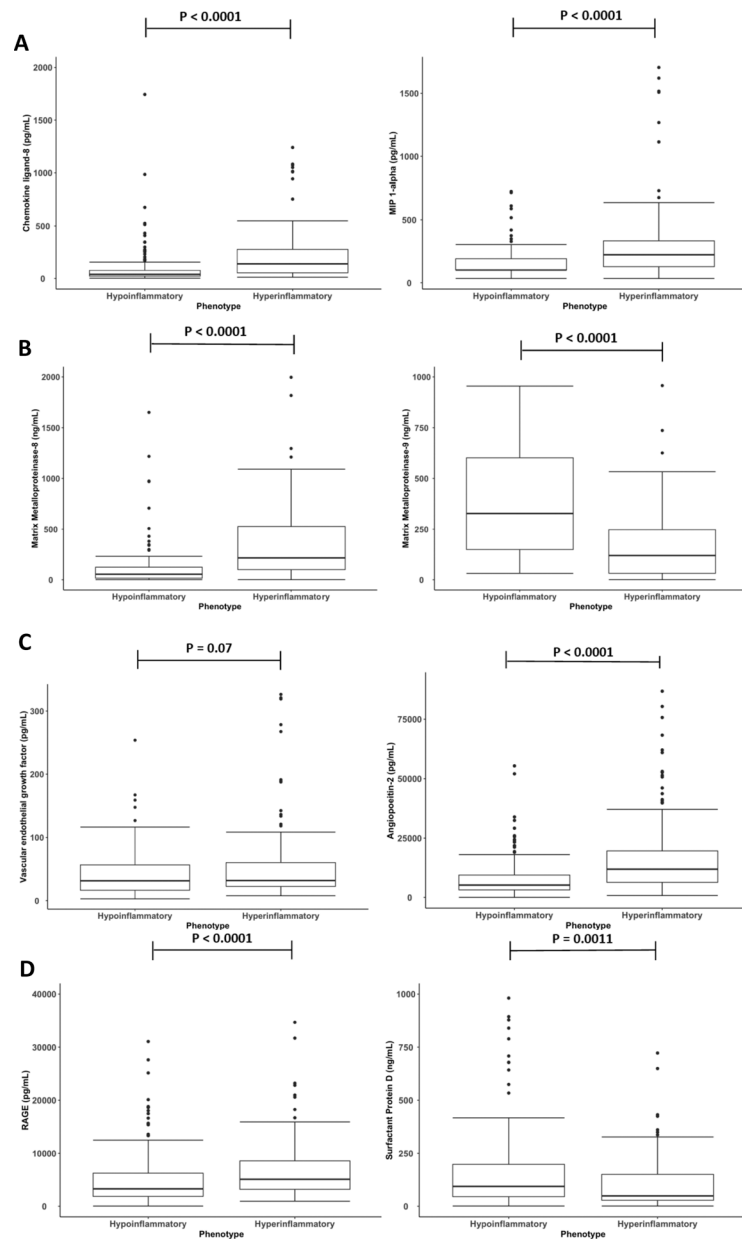 A
P < 0.0001
Chemokine ligand-8 (pg/mL)
2000
1500
1000
500
0
Hypoinflammatory
Hyperinflammatory
Phenotype
P < 0.0001
MIP 1-alpha (pg/mL)
1500
1000
500
0
Hypoinflammatory
Hyperinflammatory
Phenotype
B
P < 0.0001
Matrix Metalloproteinase-8 (ng/mL)
2000
1500
1000
500
0
Hypoinflammatory
Hyperinflammatory
Phenotype
P < 0.0001
Matrix Metalloproteinase-9 (ng/mL)
1000
750
500
250
0
Hypoinflammatory
Hyperinflammatory
Phenotype
C
P = 0.07
Vascular endothelial growth factor (pg/mL)
300
200
100
0
Hypoinflammatory
Hyperinflammatory
Phenotype
P < 0.0001
Angiopoeitin-2 (pg/mL)
75000
50000
25000
0
Hypoinflammatory
Hyperinflammatory
Phenotype
D
P < 0.0001
RAGE (pg/mL)
40000
30000
20000
10000
0
Hypoinflammatory
Hyperinflammatory
Phenotype
P = 0.0011
Surfactant Protein D (ng/mL)
1000
750
500
250
0
Hypoinflammatory
Hyperinflammatory
Phenotype